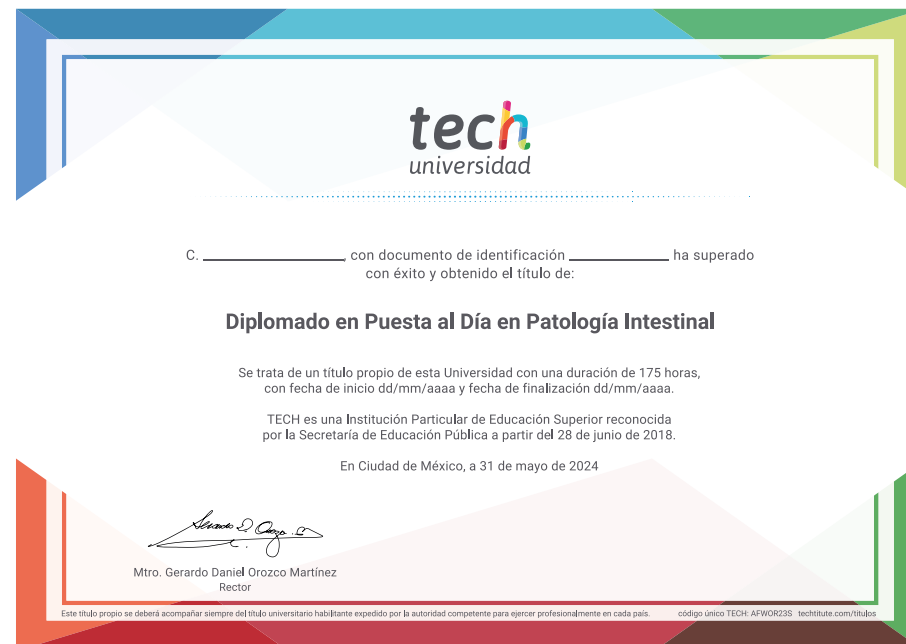 tech
universidad
C. ____________, con documento de identificación ____________ ha superado
con éxito y obtenido el título de:
Diplomado en Puesta al Día en Patología Intestinal
Se trata de un título propio de esta Universidad con una duración de 175 horas,
con fecha de inicio dd/mm/aaaa y fecha de finalización dd/mm/aaaa.
TECH es una Institución Particular de Educación Superior reconocida
por la Secretaría de Educación Pública a partir del 28 de junio de 2018.
En Ciudad de México, a 31 de mayo de 2024
Mtro. Gerardo Daniel Orozco Martínez
Rector
Este título propio se deberá acompañar siempre del título universitario habilitante expedido por la autoridad competente para ejercer profesionalmente en cada país. código único TECH: AFWOR23S techtitute.com/titulos